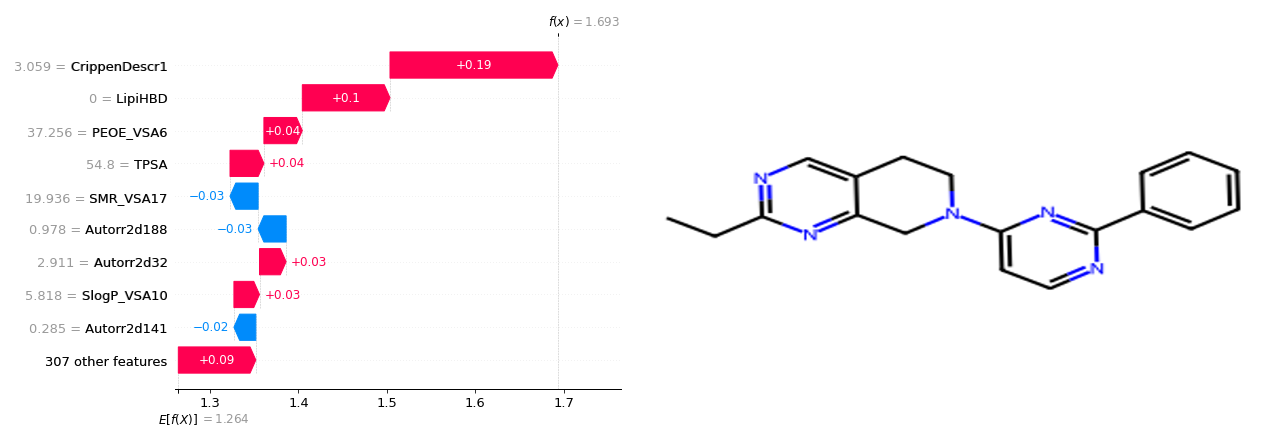 f(x) = 1.693
3.059 = CrippenDescr1
+0.19
0 = LipiHBD
+0.1
37.256 = PEOE_VSA6
+0.04
54.8 = TPSA
+0.04
19.936 = SMR_VSA17
−0.03
0.978 = Autorr2d188
−0.03
2.911 = Autorr2d32
+0.03
5.818 = SlogP_VSA10
+0.03
0.285 = Autorr2d141
−0.02
307 other features
+0.09
1.3 1.4 1.5 1.6 1.7
E[f(X)] = 1.264
N
N
N
N
N